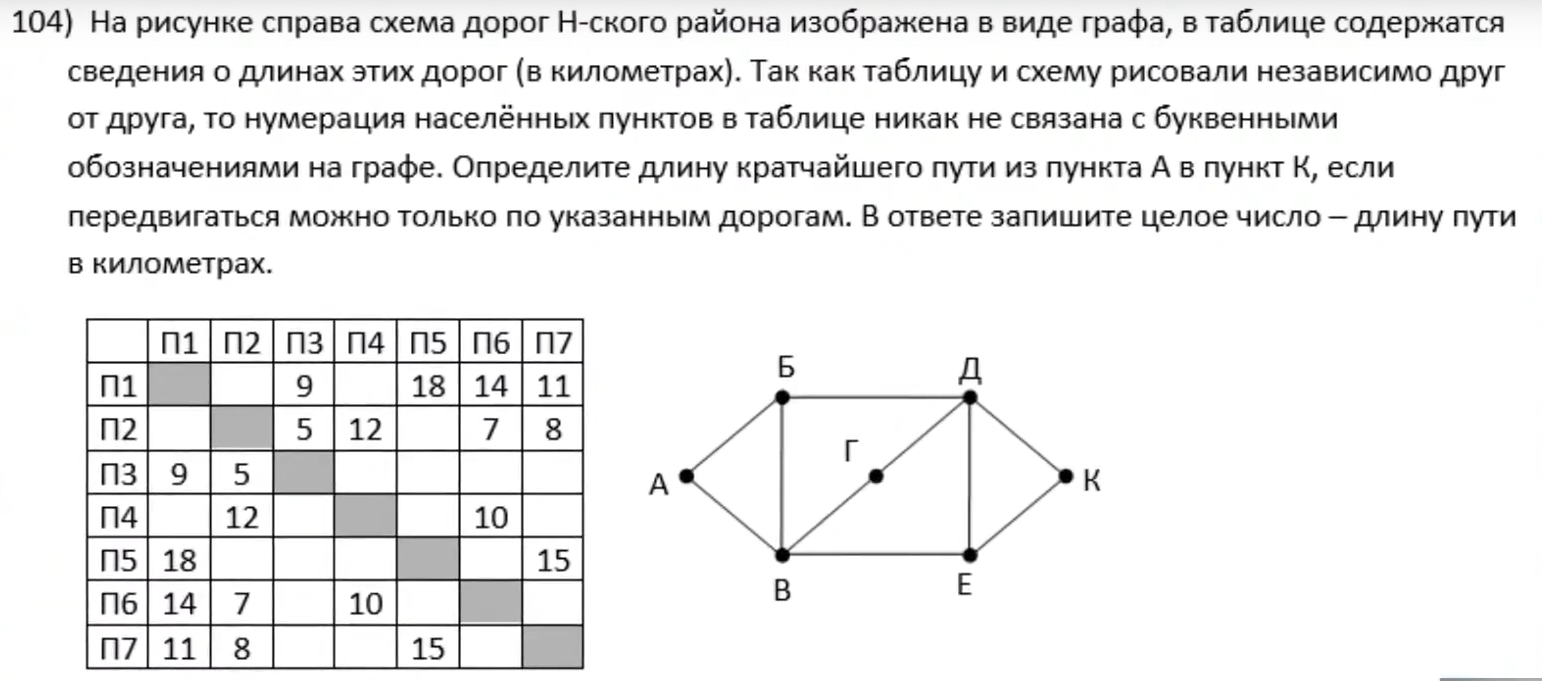 104) На рисунке справа схема дорог Н-ского района изображена в виде графа, в таблице содержатся
сведения о длинах этих дорог (в километрах). Так как таблицу и схему рисовали независимо друг
от друга, то нумерация населённых пунктов в таблице никак не связана с буквенными
обозначениями на графе. Определите длину кратчайшего пути из пункта А в пункт К, если
передвигаться можно только по указанным дорогам. В ответе запишите целое число – длину пути
в километрах.
П1 П2 П3 П4 П5 П6 П7
П1 9 18 14 11
П2 5 12 7 8
П3 9 5
П4 12 10
П5 18 15
П6 14 7 10
П7 11 8 15
Б Д
Г
А К
В Е